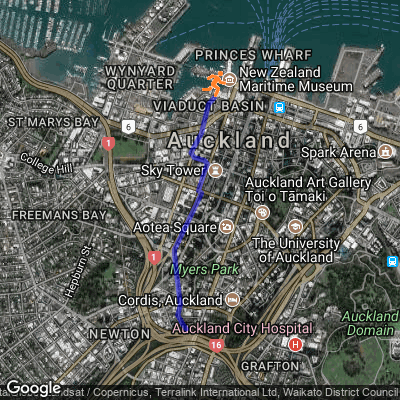 PRINCES WHARF
WYNYARD
QUARTER
New Zealand
Maritime Museum
VIADUCT BASIN
ST MARYS BAY
6
6
1
Auckland
College Hill
Spark Arena
Sky Tower
Auckland Art Gallery
Toi o Tāmaki
FREEMANS BAY
Aotea Square
The University
of Auckland
Hepburn St
1
Myers Park
Cordis, Auckland
Auckland
Domain
NEWTON
Auckland City Hospital
16
H
GRAFTON
Google
Landsat / Copernicus, Terralink International Ltd, Waikato District Council